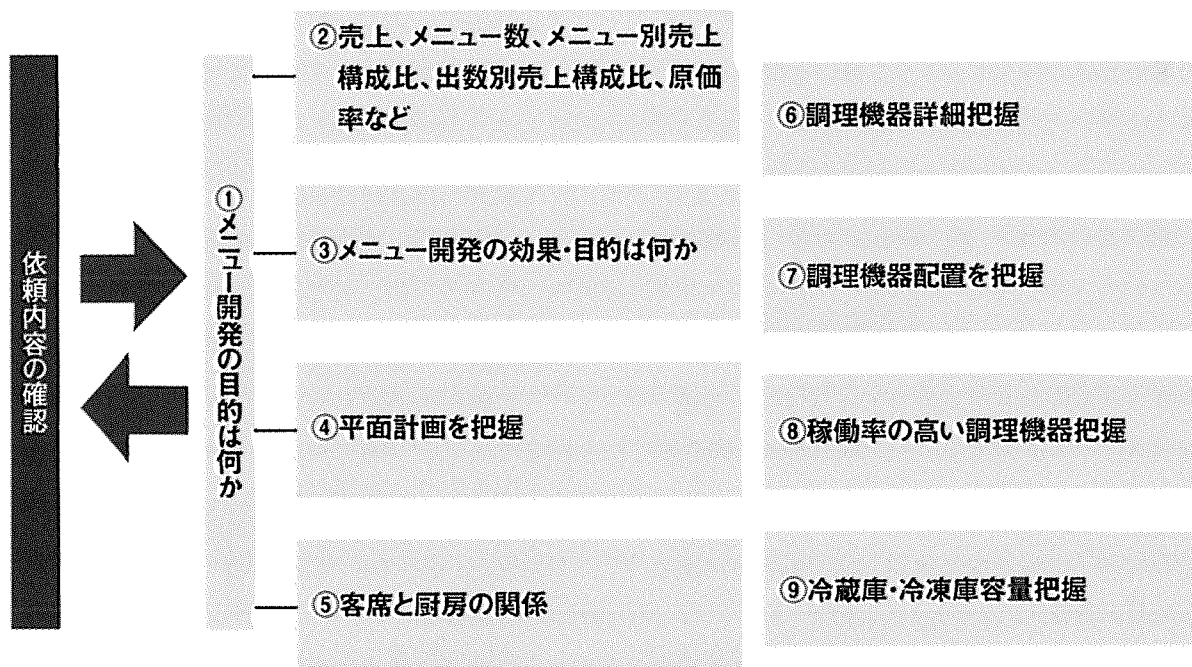 依頼内容の確認
①メニュー開発の目的は何か
②売上、メニュー数、メニュー別売上
構成比、出数別売上構成比、原価
率など
③メニュー開発の効果・目的は何か
④平面計画を把握
⑤客席と厨房の関係
⑥調理機器詳細把握
⑦調理機器配置を把握
⑧稼働率の高い調理機器把握
⑨冷蔵庫・冷凍庫容量把握